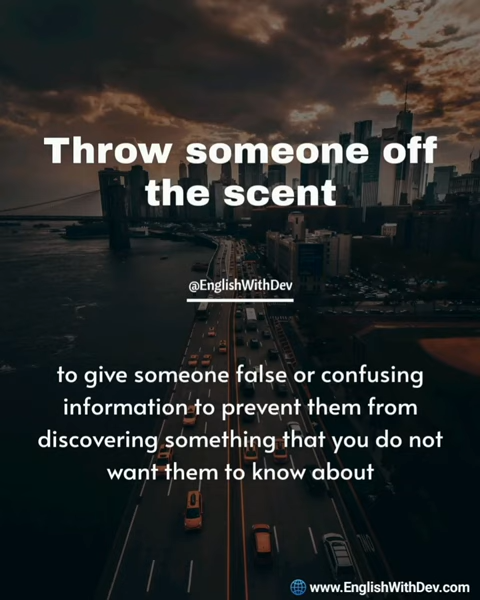 Throw someone off
the scent
@EnglishWithDev
to give someone false or confusing
information to prevent them from
discovering something that you do not
want them to know about
www.EnglishWithDev.com